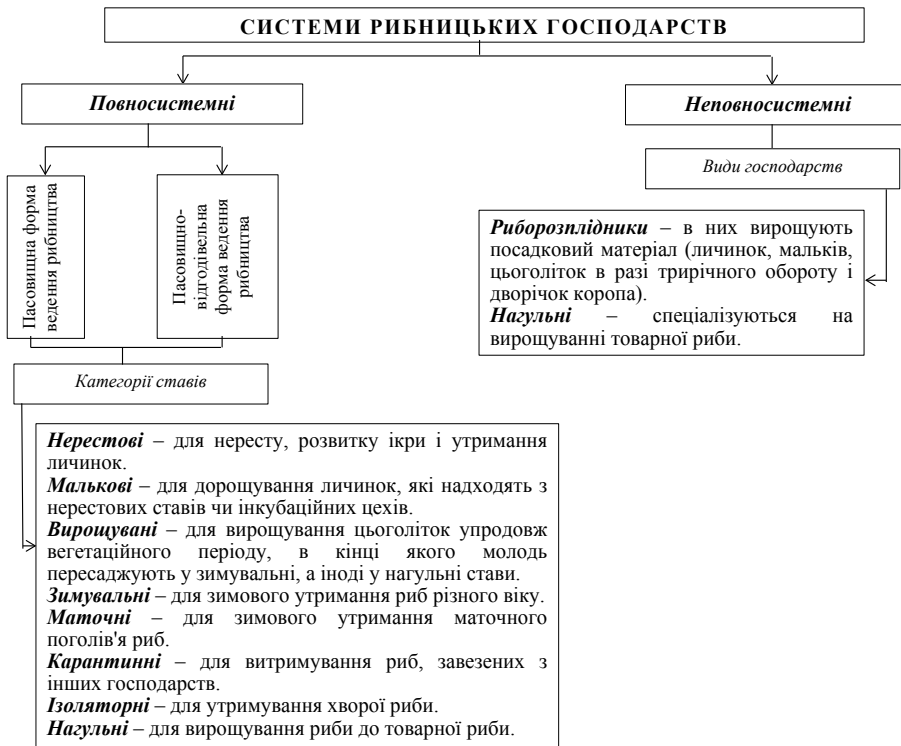 СИСТЕМИ РИБНИЦЬКИХ ГОСПОДАРСТВ
Повносистемні
Неповносистемні
Пасовищна форма
ведення рибництва
Пасовищно-
відгодівельна
форма ведення
рибництва
Види господарств
Риборозплідники – в них вирощують
посадковий матеріал (личинок, мальків,
цьоголіток в разі трирічного обороту і
дворічок коропа).
Нагульні – спеціалізуються на
вирощуванні товарної риби.
Категорії ставів
Нерестові – для нересту, розвитку ікри і утримання
личинок.
Малькові – для дорощування личинок, які надходять з
нерестових ставів чи інкубаційних цехів.
Вирощувані – для вирощування цьоголіток упродовж
вегетаційного періоду, в кінці якого молодь
пересаджують у зимувальні, а іноді у нагульні стави.
Зимувальні – для зимового утримання риб різного віку.
Маточні – для зимового утримання маточного
поголів'я риб.
Карантинні – для витримування риб, завезених з
інших господарств.
Ізоляторні – для утримування хворої риби.
Нагульні – для вирощування риби до товарної риби.